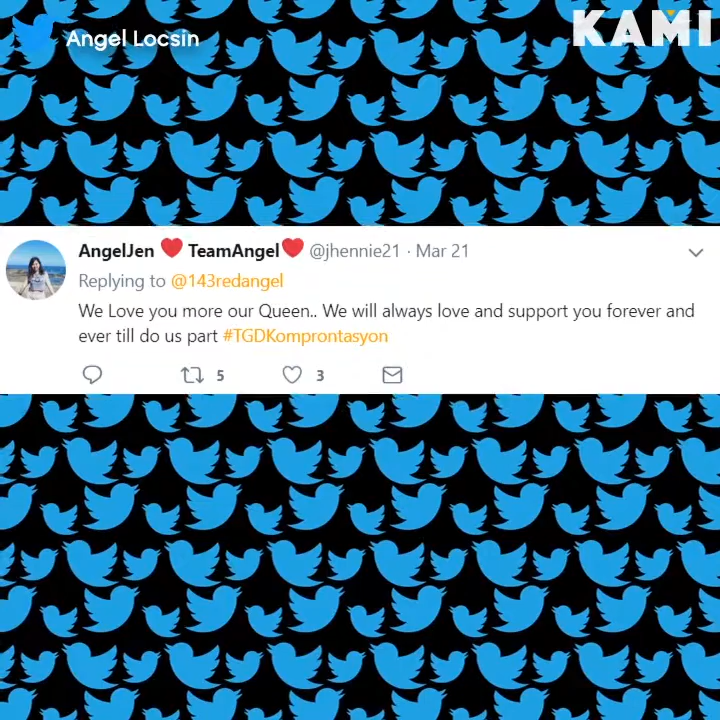 Angel Locsin
KAMI
AngelJen ❤ TeamAngel❤ @jhennie21 · Mar 21
Replying to @143redangel
We Love you more our Queen.. We will always love and support you forever and
ever till do us part #TGDKomprontasyon
5 3